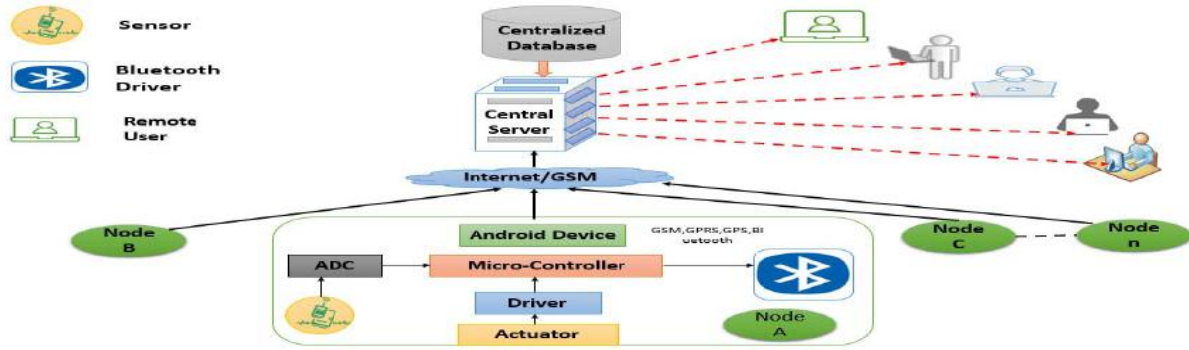 Sensor
Bluetooth
Driver
Remote
User
Centralized
Database
Central
Server
Internet/GSM
Node
B
Node
C
Node
n
Android Device
GSM,GPRS,GPS,Bl
uetooth
ADC
Micro-Controller
Driver
Actuator
Node
A